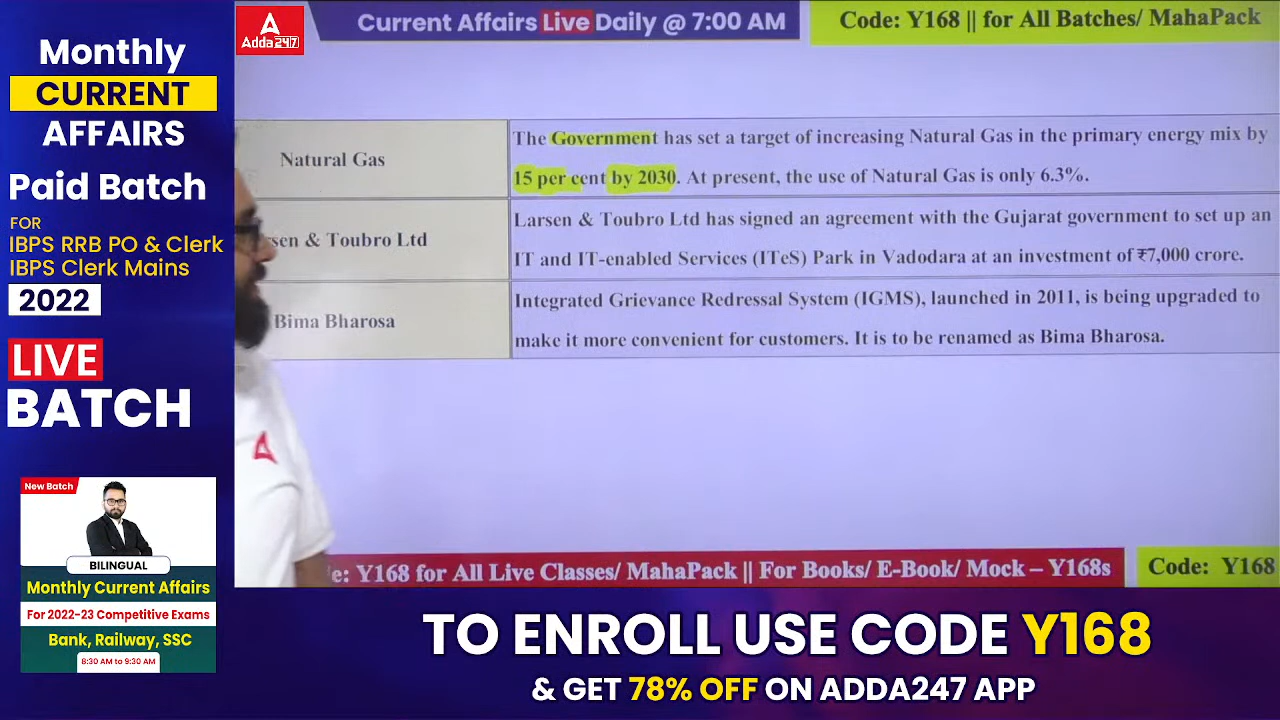 Monthly
CURRENT
AFFAIRS
Paid Batch
FOR
IBPS RRB PO & Clerk
IBPS Clerk Mains
2022
LIVE
BATCH
New Batch
BILINGUAL
Monthly Current Affairs
For 2022-23 Competitive Exams
Bank, Railway, SSC
8:30 AM to 9:30 AM
Adda247
Current Affairs Live Daily @ 7:00 AM
Code: Y168 || for All Batches/ MahaPack
Natural Gas
The Government has set a target of increasing Natural Gas in the primary energy mix by
15 per cent by 2030. At present, the use of Natural Gas is only 6.3%.
sen & Toubro Ltd
Larsen & Toubro Ltd has signed an agreement with the Gujarat government to set up an
IT and IT-enabled Services (ITeS) Park in Vadodara at an investment of ₹7,000 crore.
Bima Bharosa
Integrated Grievance Redressal System (IGMS), launched in 2011, is being upgraded to
make it more convenient for customers. It is to be renamed as Bima Bharosa.
e: Y168 for All Live Classes/ MahaPack || For Books/ E-Book/ Mock – Y168s
Code: Y168
TO ENROLL USE CODE Y168
& GET 78% OFF ON ADDA247 APP